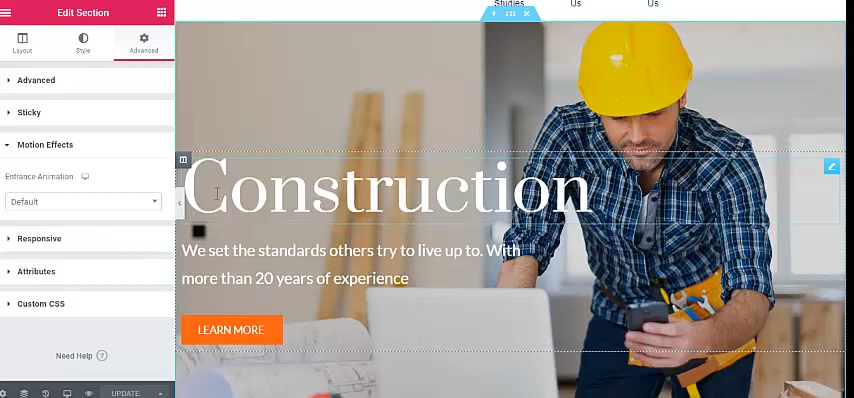 Edit Section
Studies Us Us
Layout Style Advanced
Advanced
Sticky
Motion Effects
Entrance Animation
Default
Responsive
Attributes
Custom CSS
Need Help ?
UPDATE
Construction
We set the standards others try to live up to. With
more than 20 years of experience
LEARN MORE